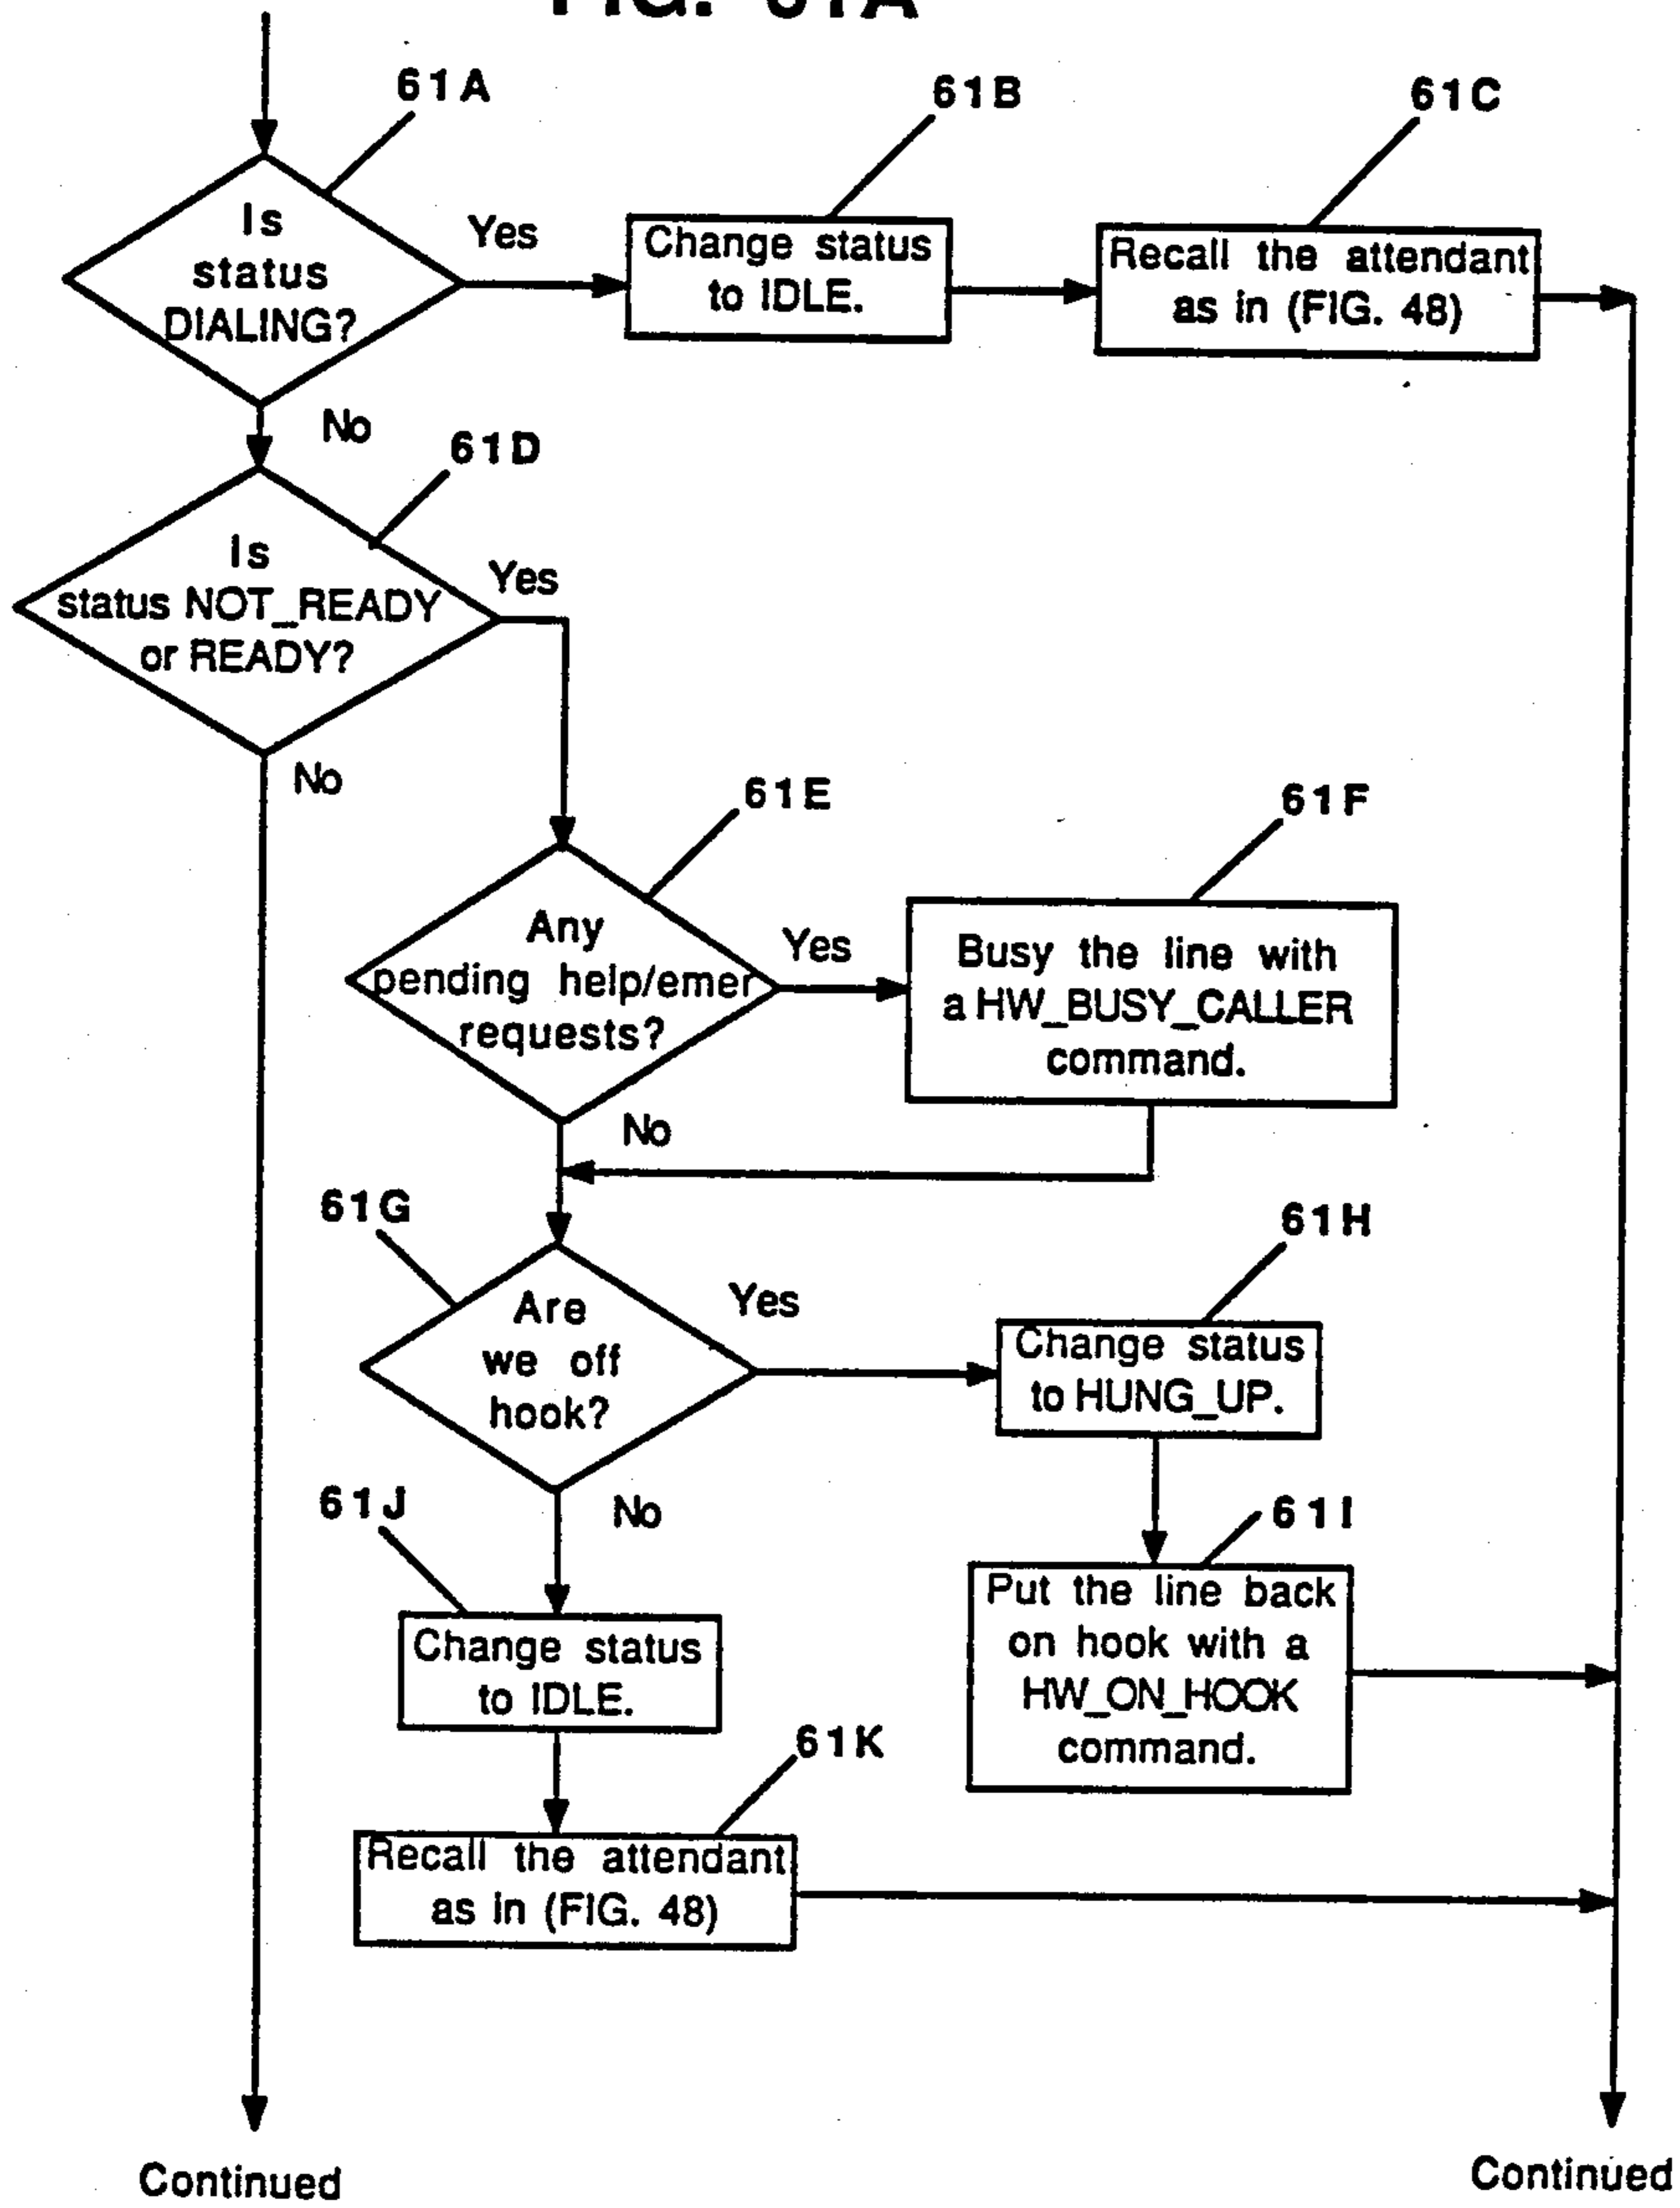 FIG. 61A
61A
61B
61C
Is
status
DIALING?
Yes
Change status
to IDLE.
Recall the attendant
as in (FIG. 48)
No
61D
Is
status NOT_READY
or READY?
Yes
No
61E
61F
Any
pending help/emer
requests?
Yes
Busy the line with
a HW_BUSY_CALLER
command.
No
61G
61H
Are
we off
hook?
Yes
Change status
to HUNG_UP.
61J
No
61I
Change status
to IDLE.
Put the line back
on hook with a
HW_ON_HOOK
command.
61K
Recall the attendant
as in (FIG. 48)
Continued
Continued